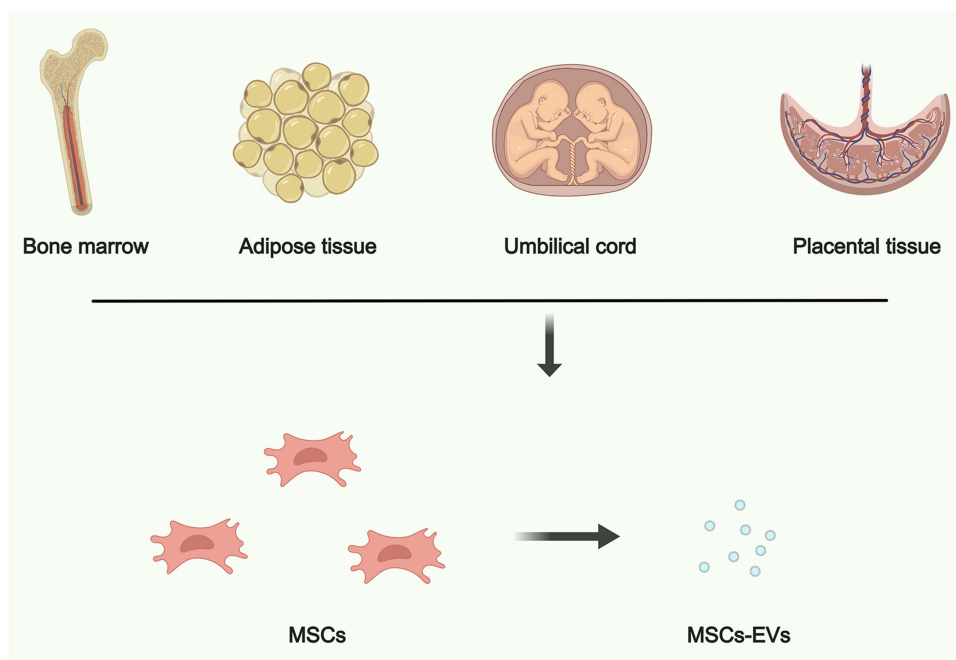 Bone marrow
Adipose tissue
Umbilical cord
Placental tissue
MSCs
MSCs-EVs